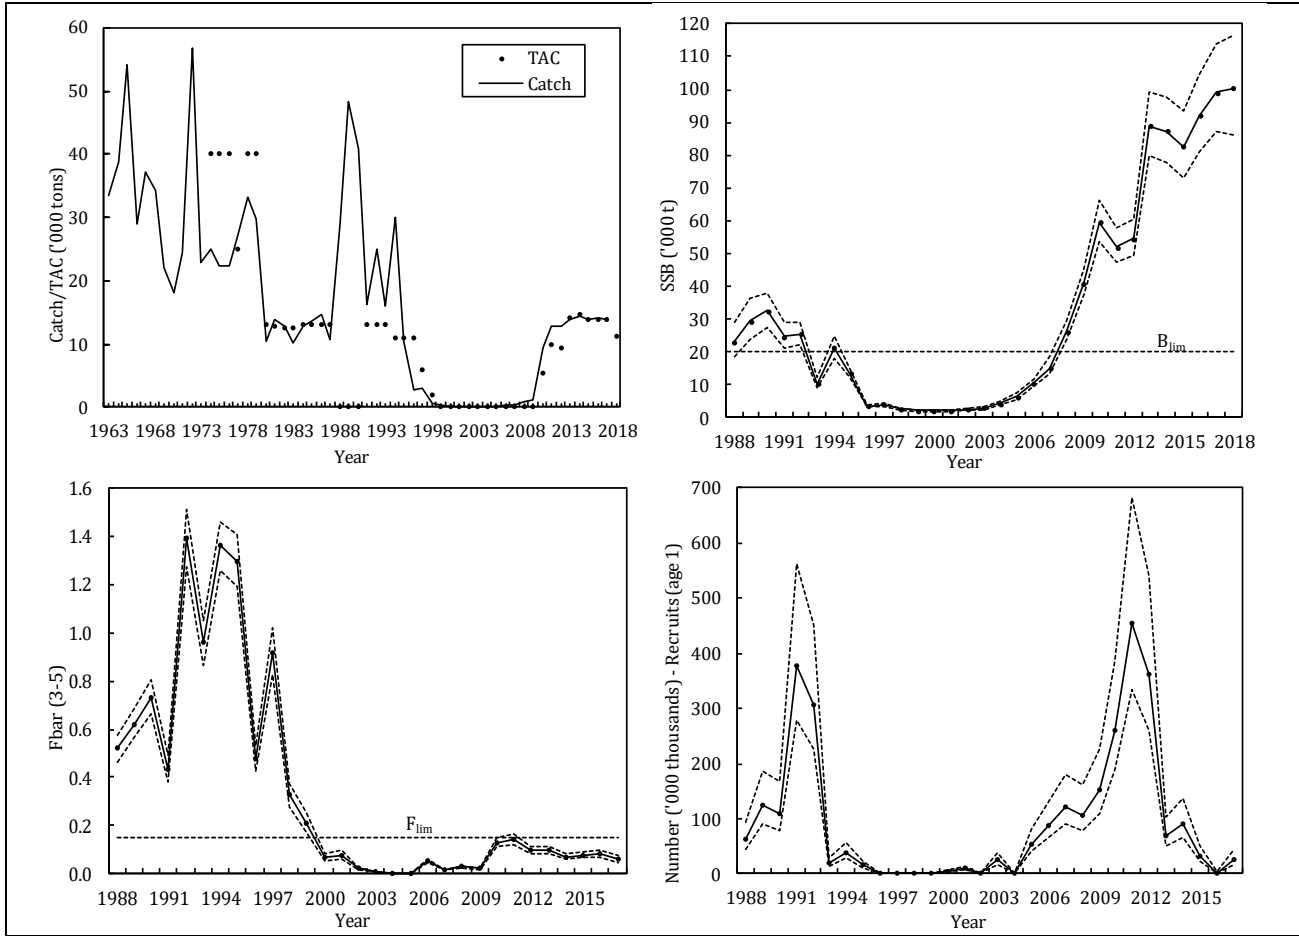 60
50
40
30
20
10
0
Catch/TAC ('000 tons)
TAC
Catch
1963 1968 1973 1978 1983 1988 1993 1998 2003 2008 2013 2018
Year
120
110
100
90
80
70
60
50
40
30
20
10
0
SSB ('000 t)
Blim
1988 1991 1994 1997 2000 2003 2006 2009 2012 2015 2018
Year
1.6
1.4
1.2
1.0
0.8
0.6
0.4
0.2
0.0
Fbar (3-5)
Flim
1988 1991 1994 1997 2000 2003 2006 2009 2012 2015
Year
700
600
500
400
300
200
100
0
Number ('000 thousands) - Recruits (age 1)
1988 1991 1994 1997 2000 2003 2006 2009 2012 2015
Year